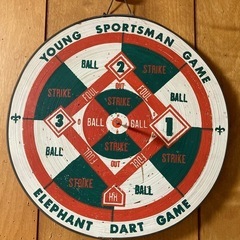 YOUNG SPORTSMAN GAME
2
BALL
BALL
STRIKE
OUT
STRIKE
FOUL
FOUL
STRIKE
3
BALL
BALL
1
BALL
FOUL
FOUL
STRIKE
OUT
STRIKE
BALL
HR
ELEPHANT DART GAME